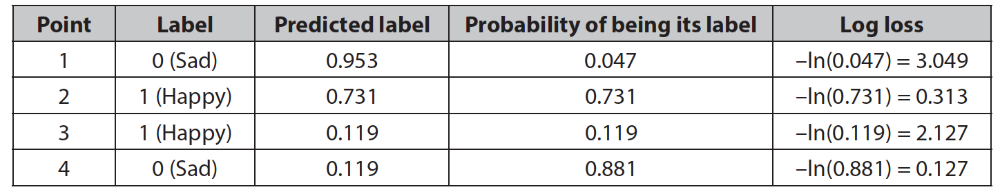 Point Label Predicted label Probability of being its label Log loss
1 0 (Sad) 0.953 0.047 –ln(0.047) = 3.049
2 1 (Happy) 0.731 0.731 –ln(0.731) = 0.313
3 1 (Happy) 0.119 0.119 –ln(0.119) = 2.127
4 0 (Sad) 0.119 0.881 –ln(0.881) = 0.127